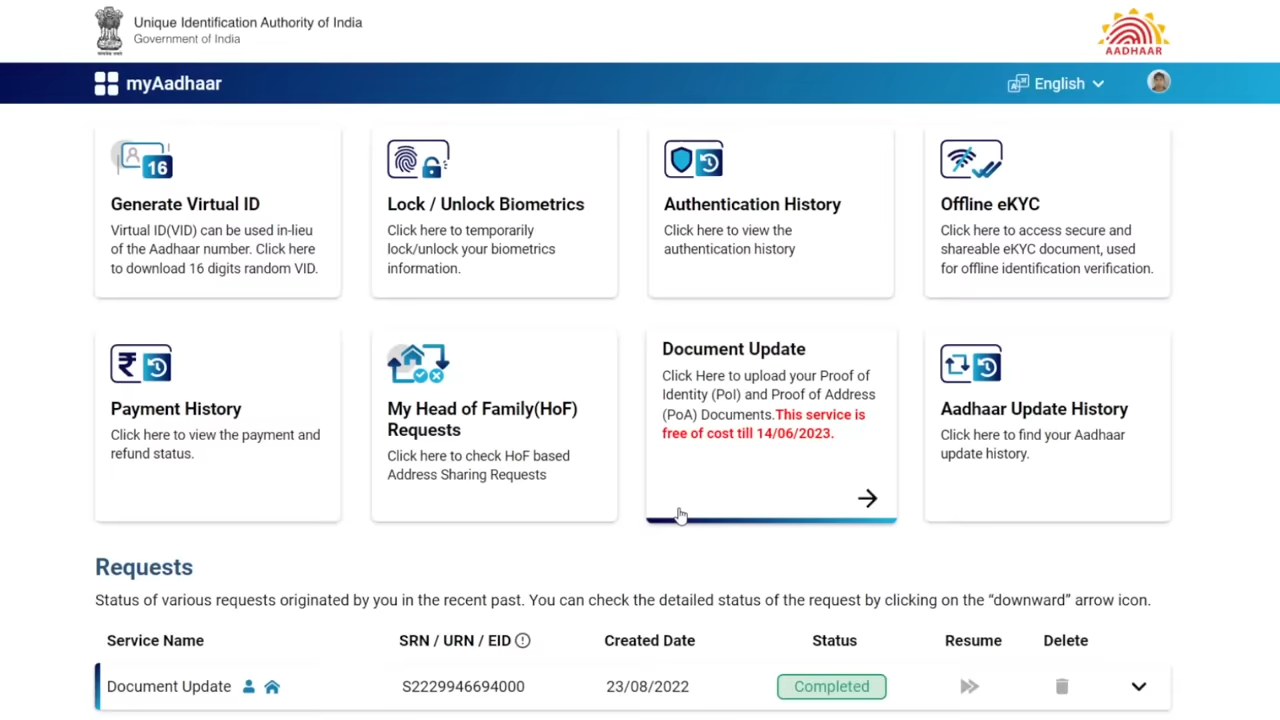 Unique Identification Authority of India
Government of India
AADHAAR
myAadhaar
English
16
Generate Virtual ID
Virtual ID(VID) can be used in-lieu
of the Aadhaar number. Click here
to download 16 digits random VID.
Lock / Unlock Biometrics
Click here to temporarily
lock/unlock your biometrics
information.
Authentication History
Click here to view the
authentication history
Offline eKYC
Click here to access secure and
shareable eKYC document, used
for offline identification verification.
₹
Payment History
Click here to view the payment and
refund status.
My Head of Family(HoF)
Requests
Click here to check HoF based
Address Sharing Requests
Document Update
Click Here to upload your Proof of
Identity (PoI) and Proof of Address
(PoA) Documents.This service is
free of cost till 14/06/2023.
Aadhaar Update History
Click here to find your Aadhaar
update history.
Requests
Status of various requests originated by you in the recent past. You can check the detailed status of the request by clicking on the “downward” arrow icon.
Service Name SRN / URN / EID Created Date Status Resume Delete
Document Update S2229946694000 23/08/2022 Completed